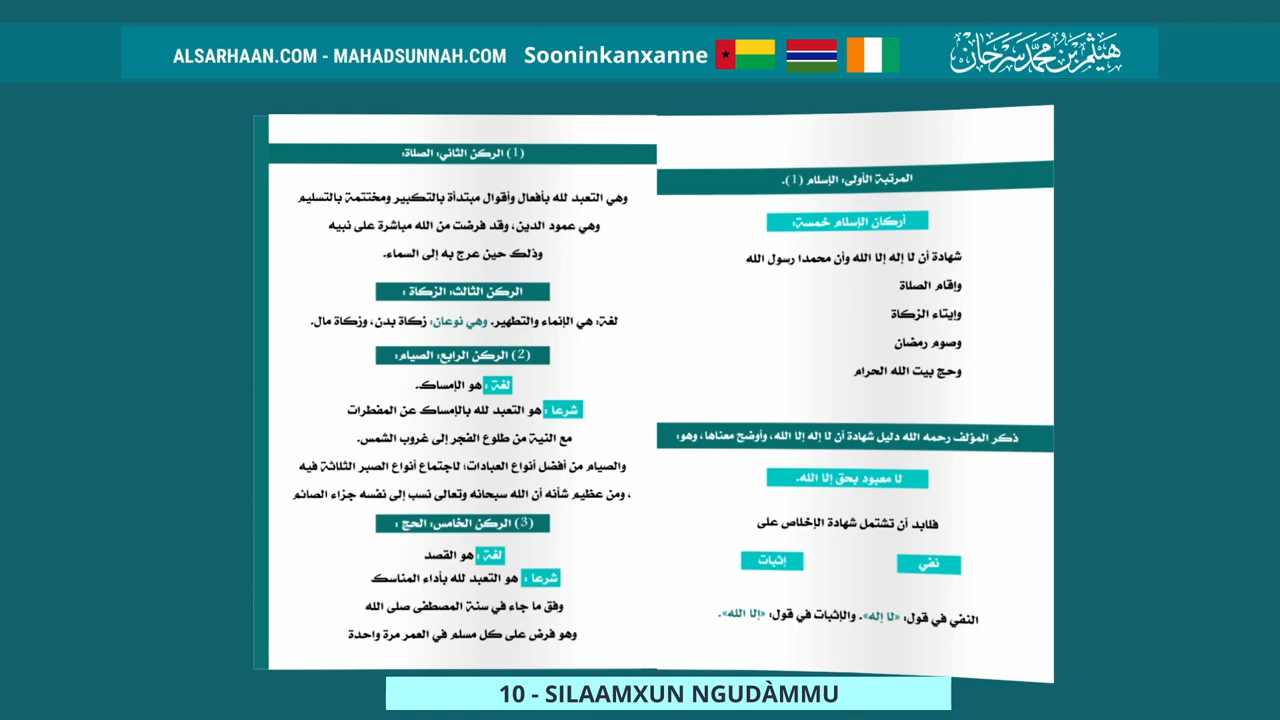 ALSARHAAN.COM - MAHADSUNNAH.COM Sooninkanxanne هيثم بن محمد سرحان
المرتبة الأولى: الإسلام (1).
أركان الإسلام خمسة:
شهادة أن لا إله إلا الله وأن محمدا رسول الله
وإقام الصلاة
وإيتاء الزكاة
وصوم رمضان
وحج بيت الله الحرام
ذكر المؤلف رحمه الله دليل شهادة أن لا إله إلا الله، وأوضح معناها، وهو:
لا معبود بحق إلا الله.
فلابد أن تشتمل شهادة الإخلاص على
نفي إثبات
النفي في قول: «لا إله». والإثبات في قول: «إلا الله».
(1) الركن الثاني: الصلاة:
وهي التعبد لله بأفعال وأقوال مبتدأة بالتكبير ومختتمة بالتسليم
وهي عمود الدين، وقد فرضت من الله مباشرة على نبيه
وذلك حين عرج به إلى السماء.
الركن الثالث: الزكاة :
لغة: هي الإنماء والتطهير. وهي نوعان: زكاة بدن، وزكاة مال.
(2) الركن الرابع: الصيام:
لغة : هو الإمساك.
شرعا : هو التعبد لله بالإمساك عن المفطرات
مع النية من طلوع الفجر إلى غروب الشمس.
والصيام من أفضل أنواع العبادات؛ لاجتماع أنواع الصبر الثلاثة فيه
، ومن عظيم شأنه أن الله سبحانه وتعالى نسب إلى نفسه جزاء الصائم
(3) الركن الخامس: الحج :
لغة : هو القصد
شرعا : هو التعبد لله بأداء المناسك
وفق ما جاء في سنة المصطفى صلى الله
وهو فرض على كل مسلم في العمر مرة واحدة
10 - SILAAMXUN NGUDÀMMU